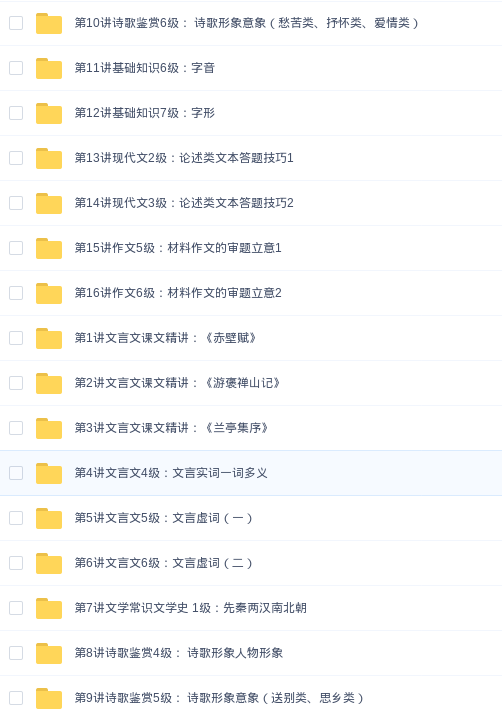 第10讲诗歌鉴赏6级： 诗歌形象意象（愁苦类、抒怀类、爱情类）
第11讲基础知识6级：字音
第12讲基础知识7级：字形
第13讲现代文2级：论述类文本答题技巧1
第14讲现代文3级：论述类文本答题技巧2
第15讲作文5级：材料作文的审题立意1
第16讲作文6级：材料作文的审题立意2
第1讲文言文课文精讲：《赤壁赋》
第2讲文言文课文精讲：《游褒禅山记》
第3讲文言文课文精讲：《兰亭集序》
第4讲文言文4级：文言实词一词多义
第5讲文言文5级：文言虚词（一）
第6讲文言文6级：文言虚词（二）
第7讲文学常识文学史 1级：先秦两汉南北朝
第8讲诗歌鉴赏4级： 诗歌形象人物形象
第9讲诗歌鉴赏5级： 诗歌形象意象（送别类、思乡类）